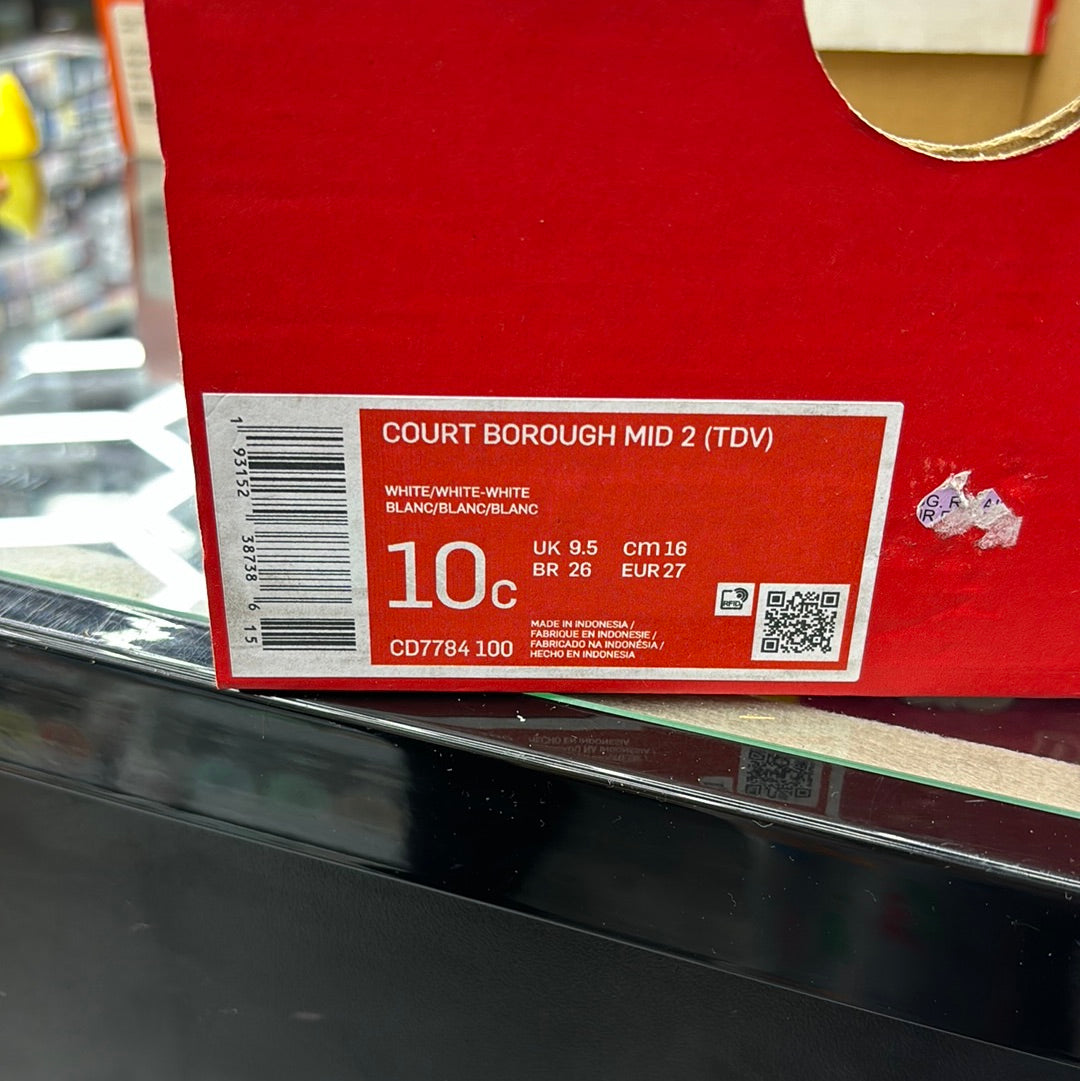 COURT BOROUGH MID 2 (TDV)
WHITE/WHITE-WHITE
BLANC/BLANC/BLANC
10C
UK 9.5 cm 16
BR 26 EUR 27
CD7784 100
MADE IN INDONESIA /
FABRIQUE EN INDONESIE /
FABRICADO NA INDONÉSIA /
HECHO EN INDONESIA
RFID
1 93152 38738 6 15